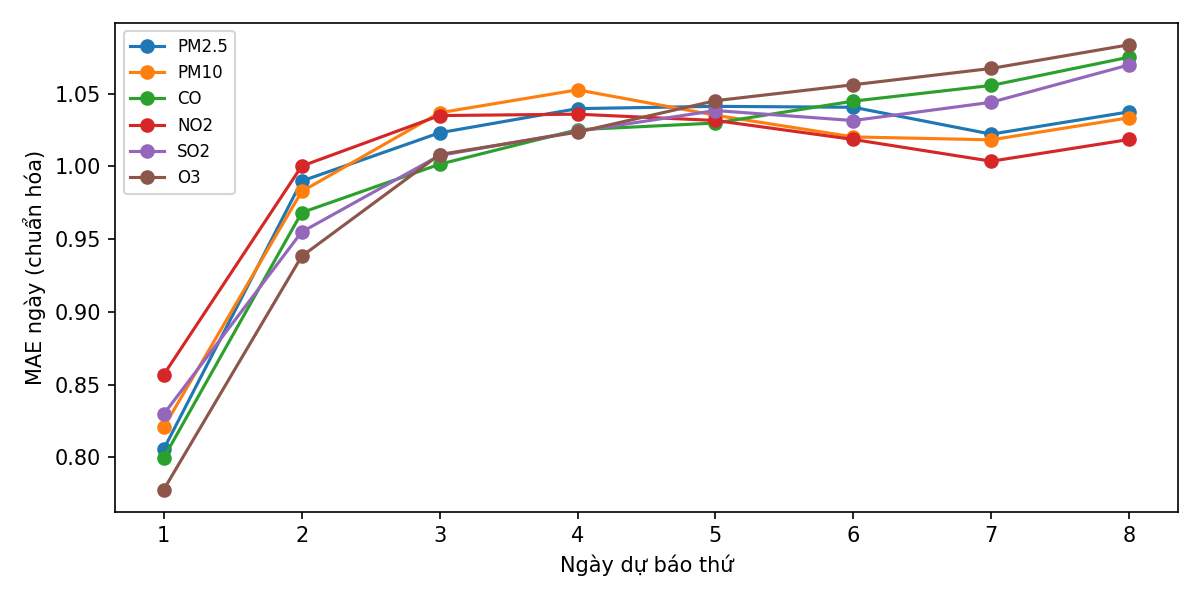 PM2.5
PM10
CO
NO2
SO2
O3
MAE ngày (chuẩn hóa)
1.05
1.00
0.95
0.90
0.85
0.80
1 2 3 4 5 6 7 8
Ngày dự báo thứ